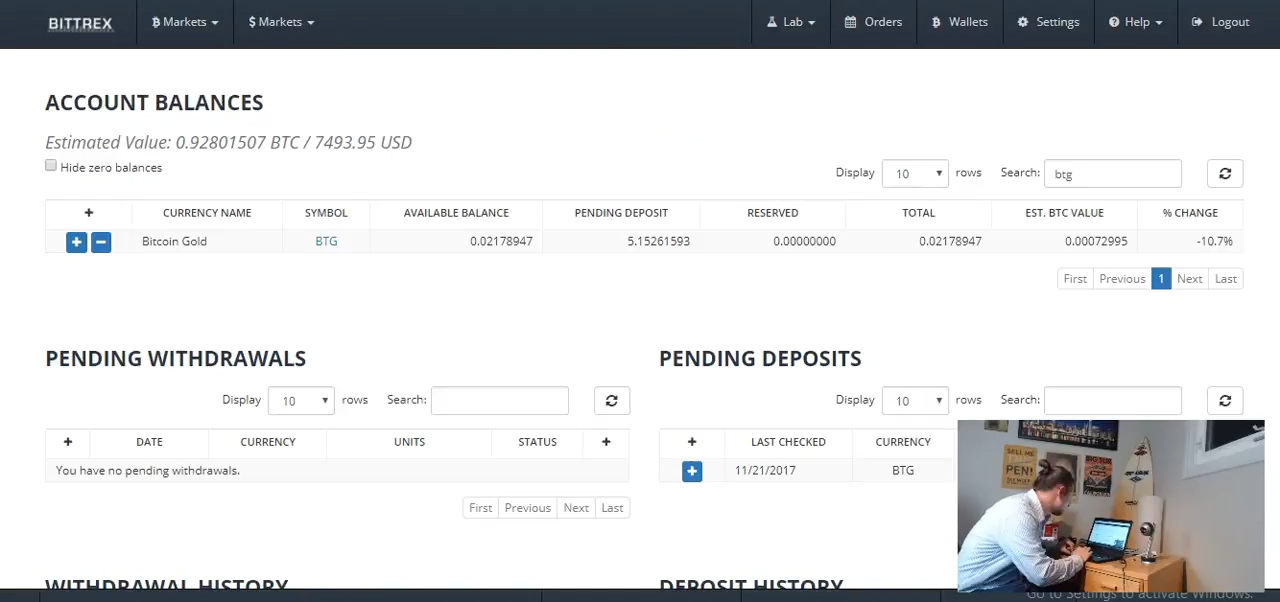 BITTREX Markets $ Markets Lab Orders Wallets Settings Help Logout
ACCOUNT BALANCES
Estimated Value: 0.92801507 BTC / 7493.95 USD
Hide zero balances
Display 10 rows Search: btg
CURRENCY NAME SYMBOL AVAILABLE BALANCE PENDING DEPOSIT RESERVED TOTAL EST. BTC VALUE % CHANGE
Bitcoin Gold BTG 0.02178947 5.15261593 0.00000000 0.02178947 0.00072995 -10.7%
First Previous 1 Next Last
PENDING WITHDRAWALS
Display 10 rows Search:
+ DATE CURRENCY UNITS STATUS +
You have no pending withdrawals.
First Previous Next Last
PENDING DEPOSITS
Display 10 rows Search:
+ LAST CHECKED CURRENCY
11/21/2017 BTG
SELL ME
PEN!
BIG SUR
WITHDRAWAL HISTORY
DEPOSIT HISTORY
Go to Settings to activate Windows.